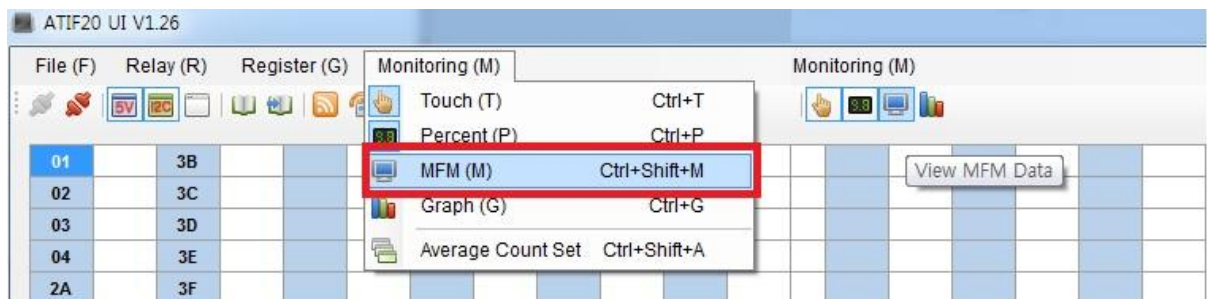 ATIF20 UI V1.26
File (F) Relay (R) Register (G) Monitoring (M) Monitoring (M)
5V I2C
Touch (T) Ctrl+T
9.8
Percent (P) Ctrl+P
01 3B
MFM (M) Ctrl+Shift+M
View MFM Data
02 3C
Graph (G) Ctrl+G
03 3D
Average Count Set Ctrl+Shift+A
04 3E
2A 3F